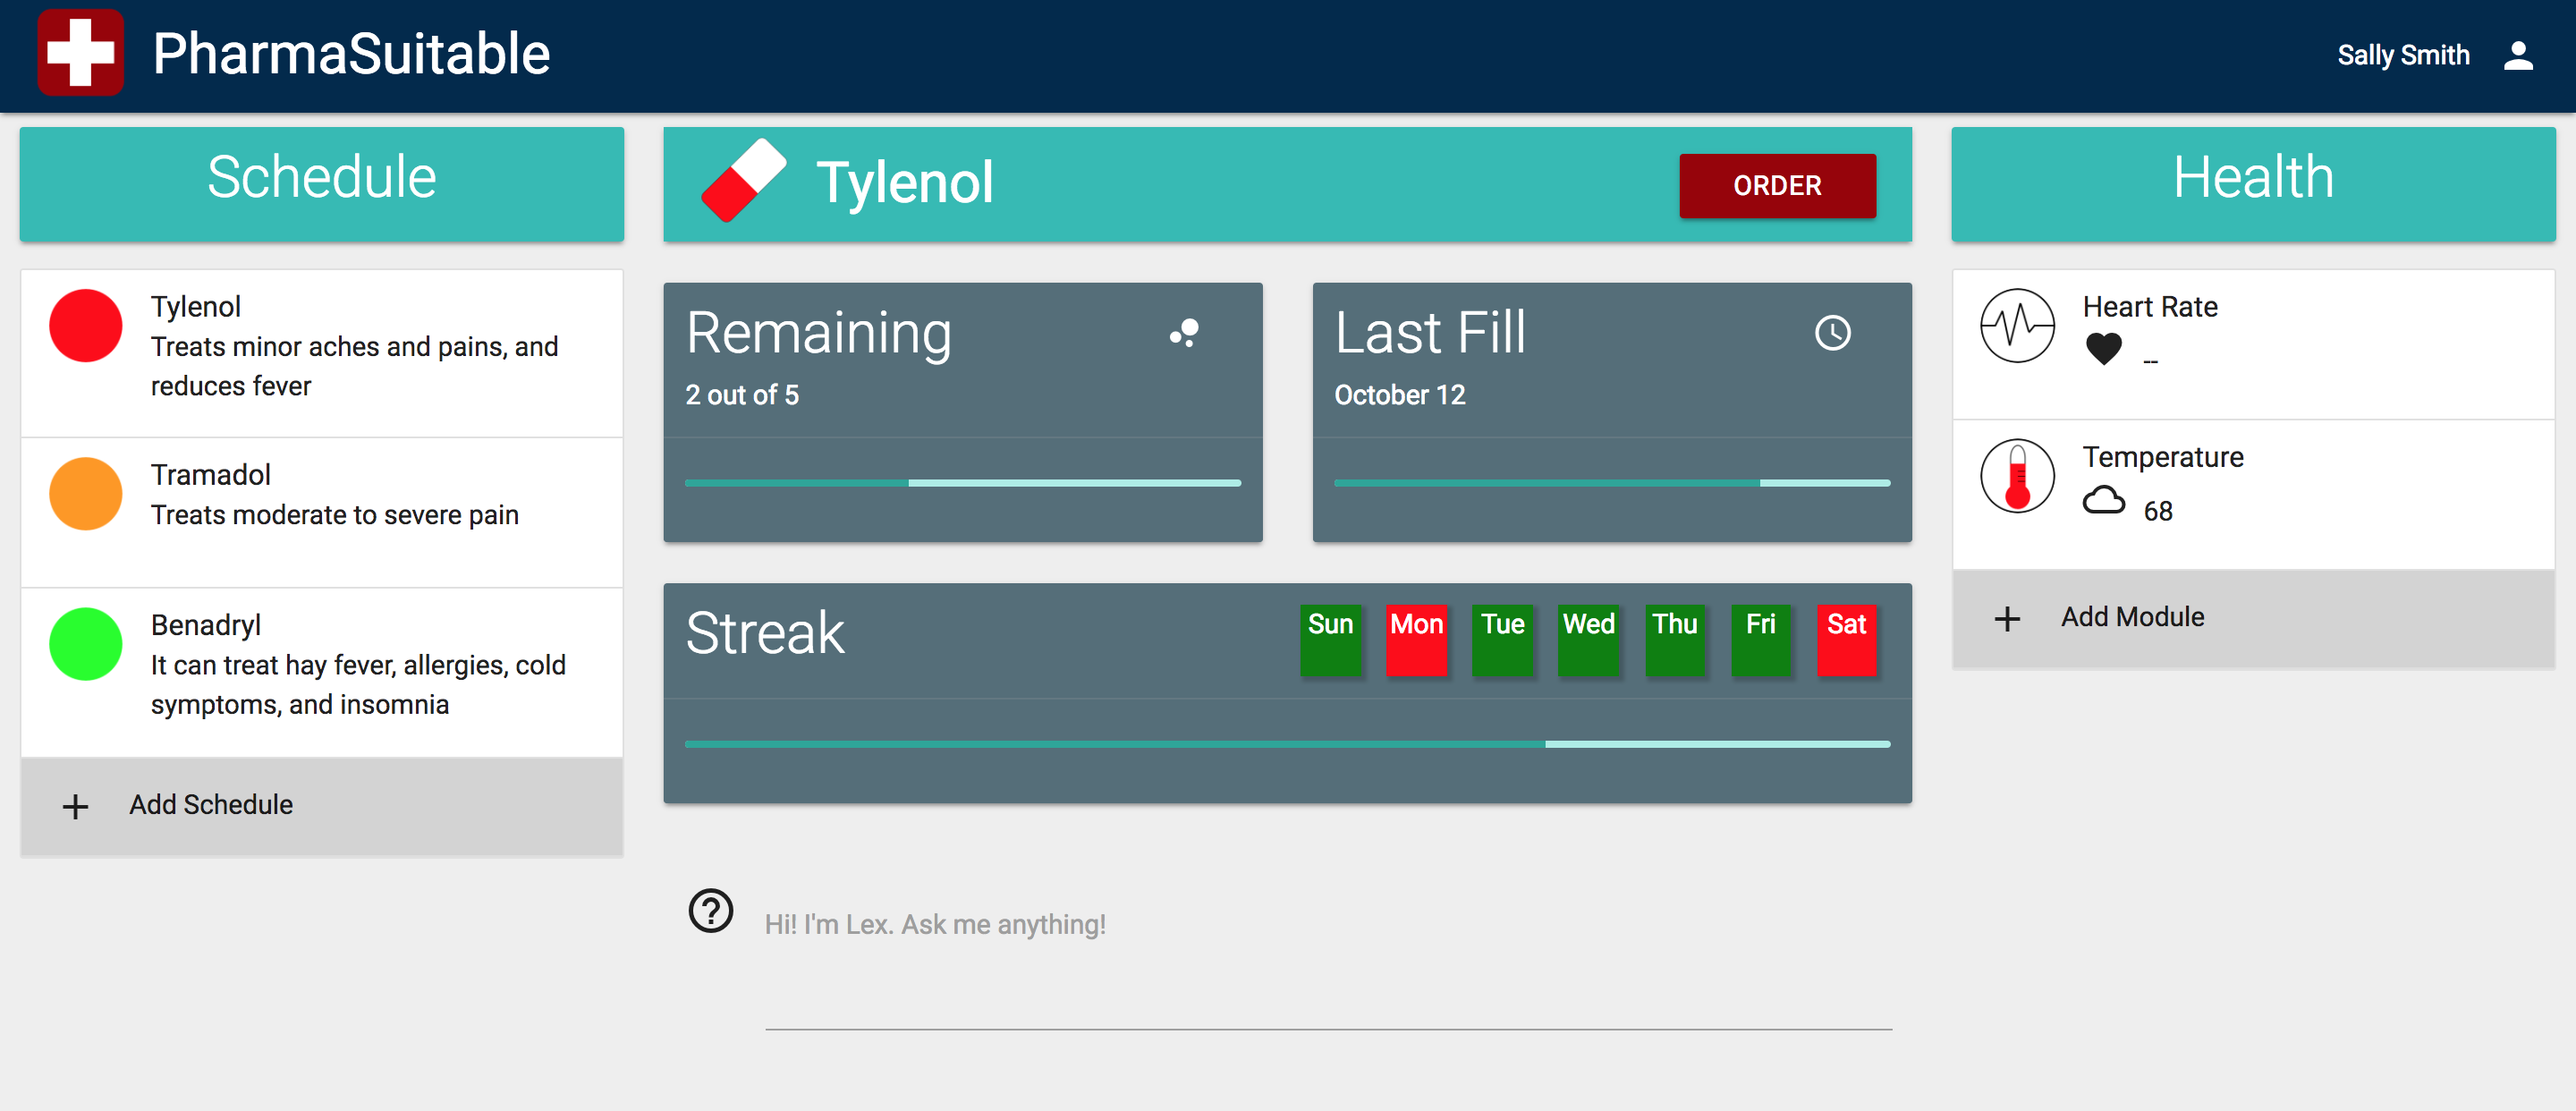 PharmaSuitable
Sally Smith
Schedule
Tylenol
Treats minor aches and pains, and
reduces fever
Tramadol
Treats moderate to severe pain
Benadryl
It can treat hay fever, allergies, cold
symptoms, and insomnia
Add Schedule
Tylenol
ORDER
Remaining
2 out of 5
Last Fill
October 12
Streak
Sun Mon Tue Wed Thu Fri Sat
Hi! I'm Lex. Ask me anything!
Health
Heart Rate
--
Temperature
68
Add Module